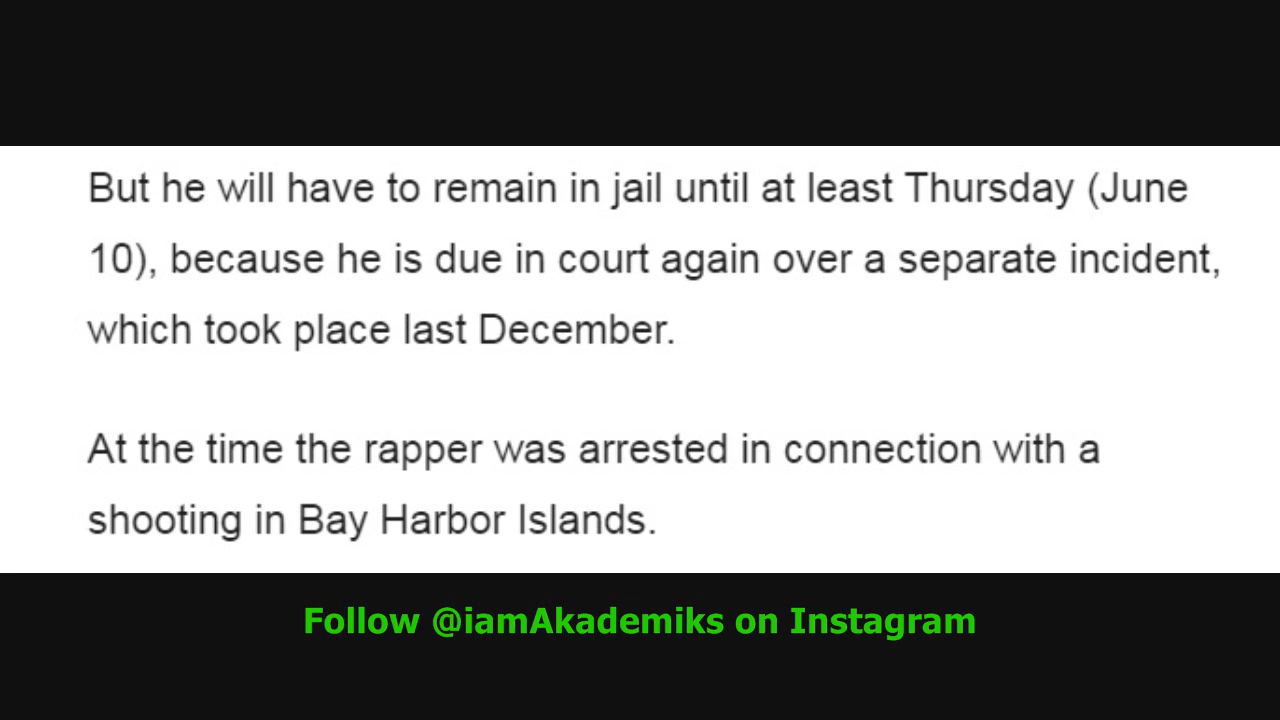 But he will have to remain in jail until at least Thursday (June
10), because he is due in court again over a separate incident,
which took place last December.
At the time the rapper was arrested in connection with a
shooting in Bay Harbor Islands.
Follow @iamAkademiks on Instagram